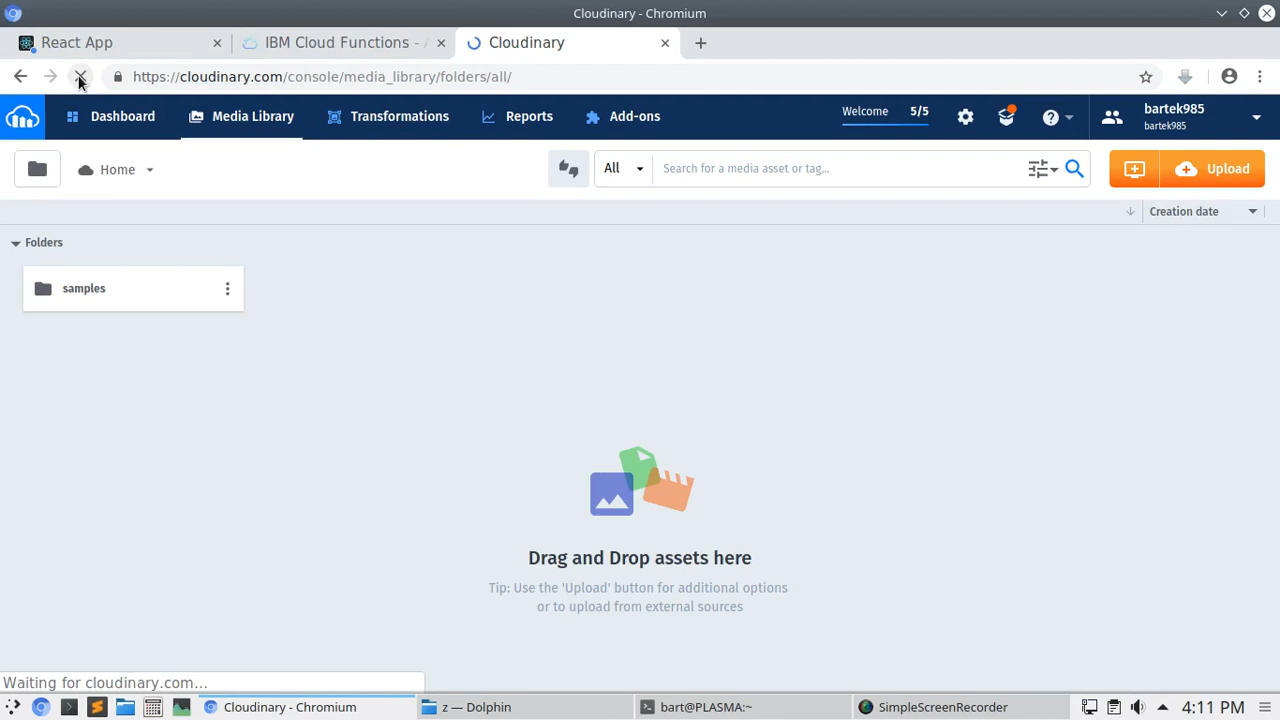 Cloudinary - Chromium
React App
IBM Cloud Functions - /
Cloudinary
https://cloudinary.com/console/media_library/folders/all/
Dashboard
Media Library
Transformations
Reports
Add-ons
Welcome 5/5
bartek985
bartek985
Home
All
Search for a media asset or tag...
Upload
Creation date
Folders
samples
Drag and Drop assets here
Tip: Use the 'Upload' button for additional options
or to upload from external sources
Waiting for cloudinary.com...
Cloudinary - Chromium
z — Dolphin
bart@PLASMA:~
SimpleScreenRecorder
4:11 PM